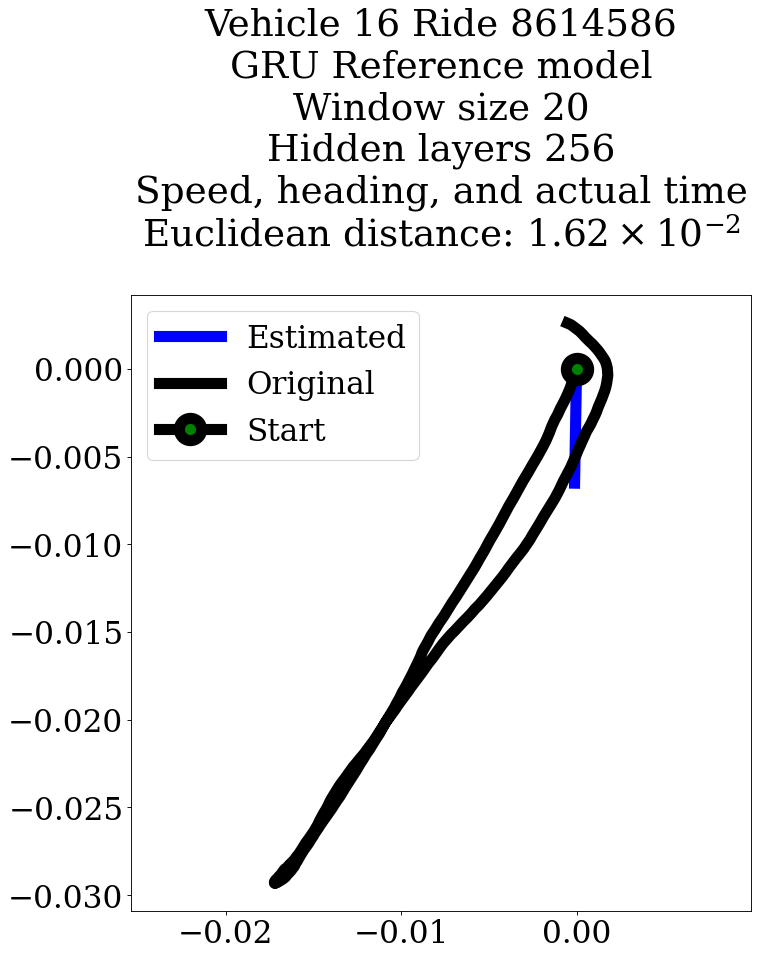 Vehicle 16 Ride 8614586
GRU Reference model
Window size 20
Hidden layers 256
Speed, heading, and actual time
Euclidean distance: 1.62 × 10⁻²
Estimated
Original
Start
0.000
−0.005
−0.010
−0.015
−0.020
−0.025
−0.030
−0.02 −0.01 0.00